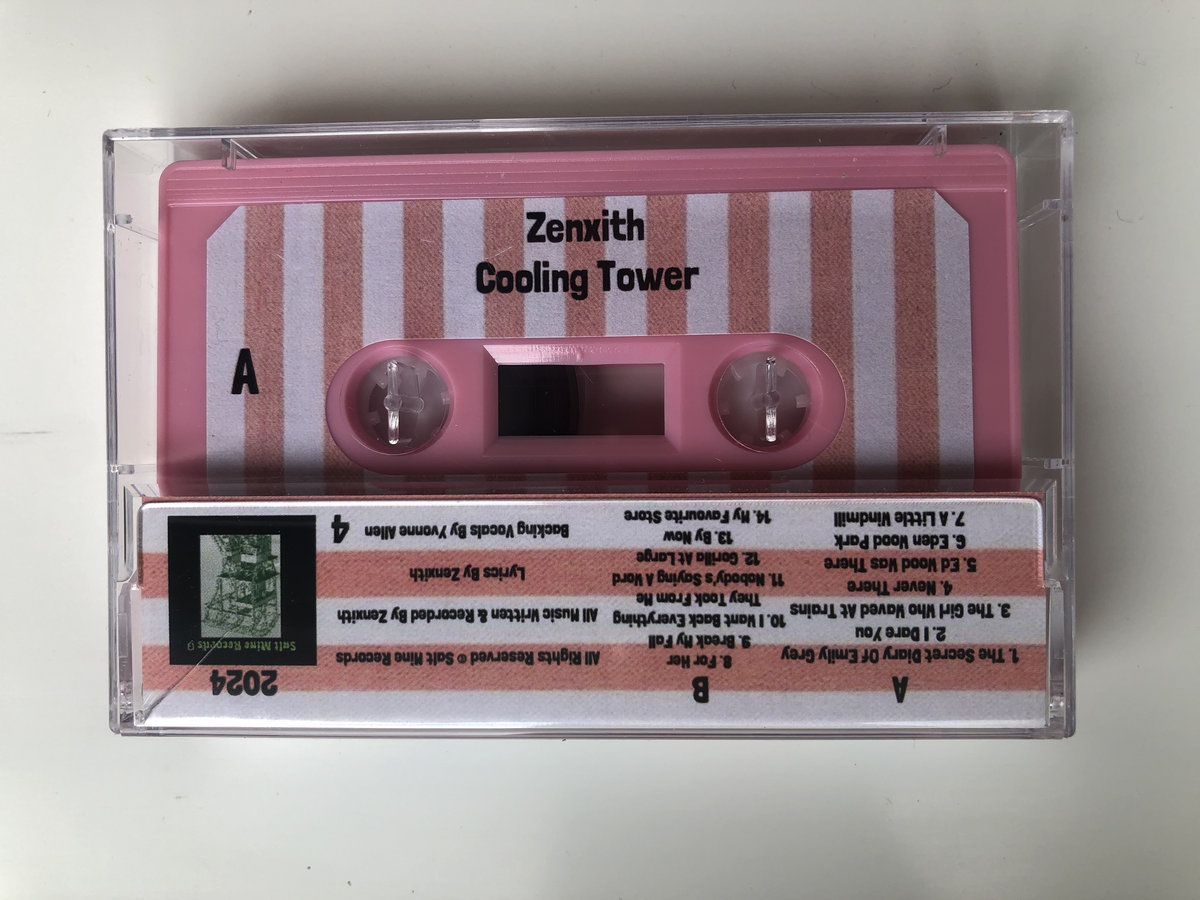 Zenxith
Cooling Tower
A
A
1. The Secret Diary Of Emily Grey
2. I Dare You
3. The Girl Who Waved At Trains
4. Never There
5. Ed Wood Was There
6. Eden Wood Park
7. A Little Windmill
B
8. For Her
9. Break My Fall
10. I Want Back Everything
They Took From Me
11. Nobody's Saying A Word
12. Gorilla At Large
13. By Now
14. My Favourite Store
All Rights Reserved © Salt Mine Records
All Music Written & Recorded By Zenxith
Lyrics By Zenxith
Backing Vocals By Yvonne Allen
4
2024
Salt Mine Records